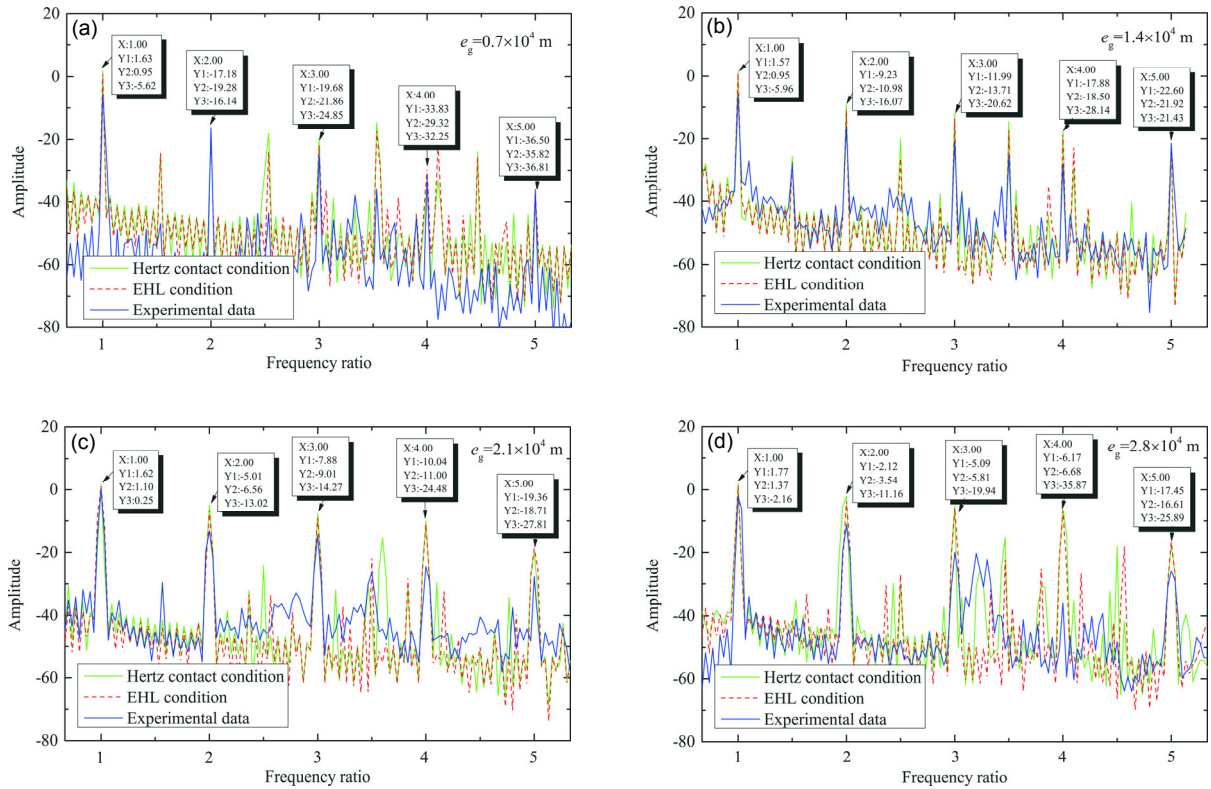 (a)
e_g=0.7×10^4 m
X:1.00
Y1:1.63
Y2:0.95
Y3:-5.62
X:2.00
Y1:-17.18
Y2:-19.28
Y3:-16.14
X:3.00
Y1:-19.68
Y2:-21.86
Y3:-24.85
X:4.00
Y1:-33.83
Y2:-29.32
Y3:-32.25
X:5.00
Y1:-36.50
Y2:-35.82
Y3:-36.81
Amplitude
20
0
-20
-40
-60
-80
Hertz contact condition
EHL condition
Experimental data
1 2 3 4 5
Frequency ratio
(b)
e_g=1.4×10^4 m
X:1.00
Y1:1.57
Y2:0.95
Y3:-5.96
X:2.00
Y1:-9.23
Y2:-10.98
Y3:-16.07
X:3.00
Y1:-11.99
Y2:-13.71
Y3:-20.62
X:4.00
Y1:-17.88
Y2:-18.50
Y3:-28.14
X:5.00
Y1:-22.60
Y2:-21.92
Y3:-21.43
Amplitude
20
0
-20
-40
-60
-80
Hertz contact condition
EHL condition
Experimental data
1 2 3 4 5
Frequency ratio
(c)
e_g=2.1×10^4 m
X:1.00
Y1:1.62
Y2:1.10
Y3:0.25
X:2.00
Y1:-5.01
Y2:-6.56
Y3:-13.02
X:3.00
Y1:-7.88
Y2:-9.01
Y3:-14.27
X:4.00
Y1:-10.04
Y2:-11.00
Y3:-24.48
X:5.00
Y1:-19.36
Y2:-18.71
Y3:-27.81
Amplitude
20
0
-20
-40
-60
-80
Hertz contact condition
EHL condition
Experimental data
1 2 3 4 5
Frequency ratio
(d)
e_g=2.8×10^4 m
X:1.00
Y1:1.77
Y2:1.37
Y3:-2.16
X:2.00
Y1:-2.12
Y2:-3.54
Y3:-11.16
X:3.00
Y1:-5.09
Y2:-5.81
Y3:-19.94
X:4.00
Y1:-6.17
Y2:-6.68
Y3:-35.87
X:5.00
Y1:-17.45
Y2:-16.61
Y3:-25.89
Amplitude
20
0
-20
-40
-60
-80
Hertz contact condition
EHL condition
Experimental data
1 2 3 4 5
Frequency ratio